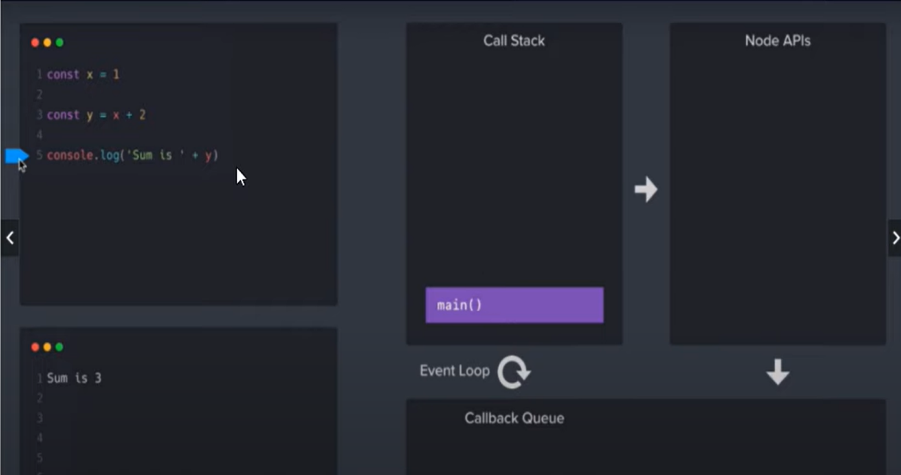 Call Stack
Node APIs
1 const x = 1
2
3 const y = x + 2
4
5 console.log('Sum is ' + y)
main()
Event Loop
1 Sum is 3
2
3
4
5
Callback Queue